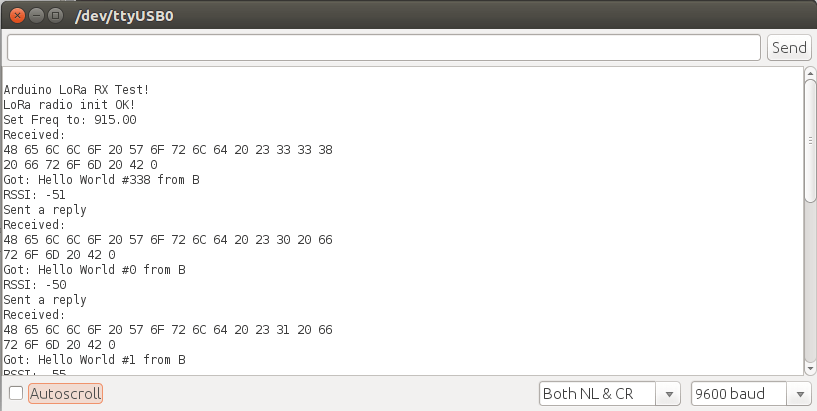 /dev/ttyUSB0
Send
Arduino LoRa RX Test!
LoRa radio init OK!
Set Freq to: 915.00
Received:
48 65 6C 6C 6F 20 57 6F 72 6C 64 20 23 33 33 38
20 66 72 6F 6D 20 42 0
Got: Hello World #338 from B
RSSI: -51
Sent a reply
Received:
48 65 6C 6C 6F 20 57 6F 72 6C 64 20 23 30 20 66
72 6F 6D 20 42 0
Got: Hello World #0 from B
RSSI: -50
Sent a reply
Received:
48 65 6C 6C 6F 20 57 6F 72 6C 64 20 23 31 20 66
72 6F 6D 20 42 0
Got: Hello World #1 from B
RSSI: -55
Autoscroll
Both NL & CR
9600 baud